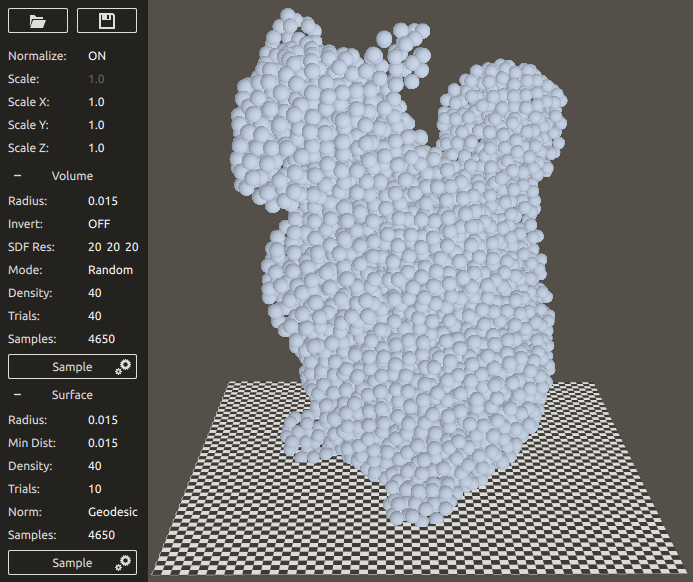 Normalize: ON
Scale: 1.0
Scale X: 1.0
Scale Y: 1.0
Scale Z: 1.0
− Volume
Radius: 0.015
Invert: OFF
SDF Res: 20 20 20
Mode: Random
Density: 40
Trials: 40
Samples: 4650
Sample
− Surface
Radius: 0.015
Min Dist: 0.015
Density: 40
Trials: 10
Norm: Geodesic
Samples: 4650
Sample